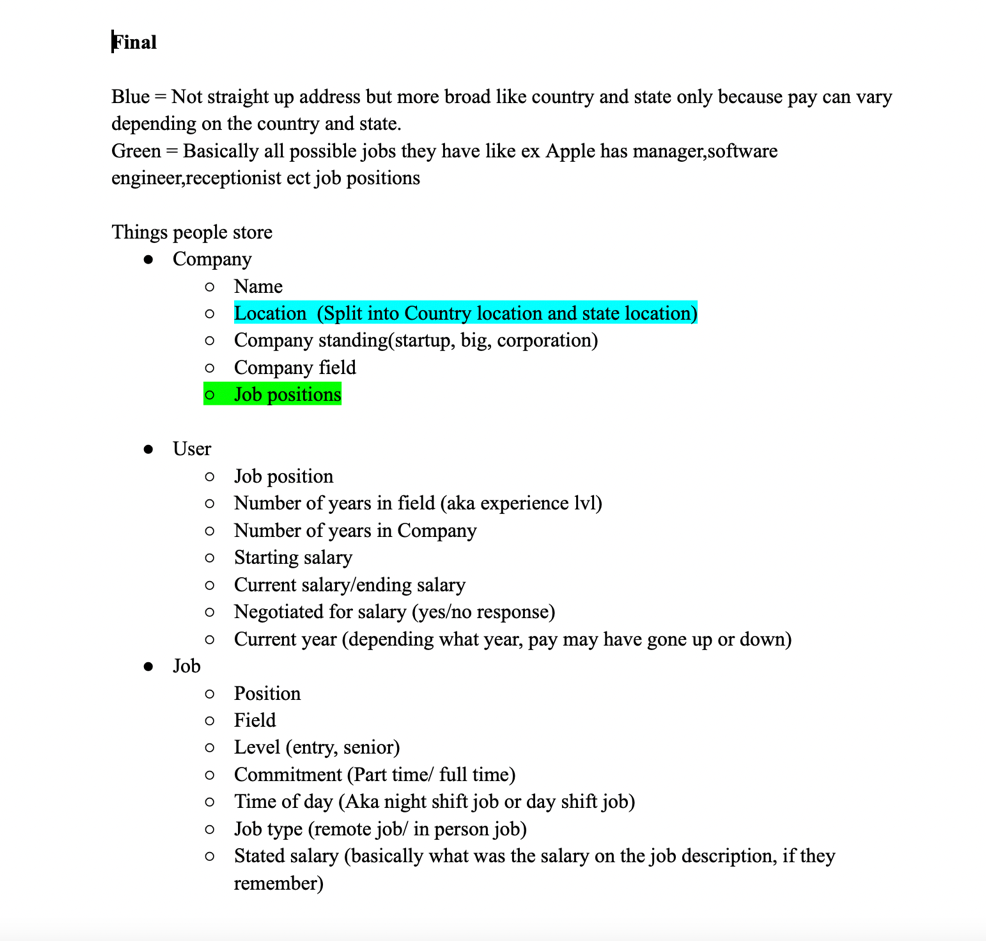 Final
Blue = Not straight up address but more broad like country and state only because pay can vary
depending on the country and state.
Green = Basically all possible jobs they have like ex Apple has manager,software
engineer,receptionist ect job positions
Things people store
● Company
○ Name
○ Location  (Split into Country location and state location)
○ Company standing(startup, big, corporation)
○ Company field
○ Job positions
● User
○ Job position
○ Number of years in field (aka experience lvl)
○ Number of years in Company
○ Starting salary
○ Current salary/ending salary
○ Negotiated for salary (yes/no response)
○ Current year (depending what year, pay may have gone up or down)
● Job
○ Position
○ Field
○ Level (entry, senior)
○ Commitment (Part time/ full time)
○ Time of day (Aka night shift job or day shift job)
○ Job type (remote job/ in person job)
○ Stated salary (basically what was the salary on the job description, if they
remember)